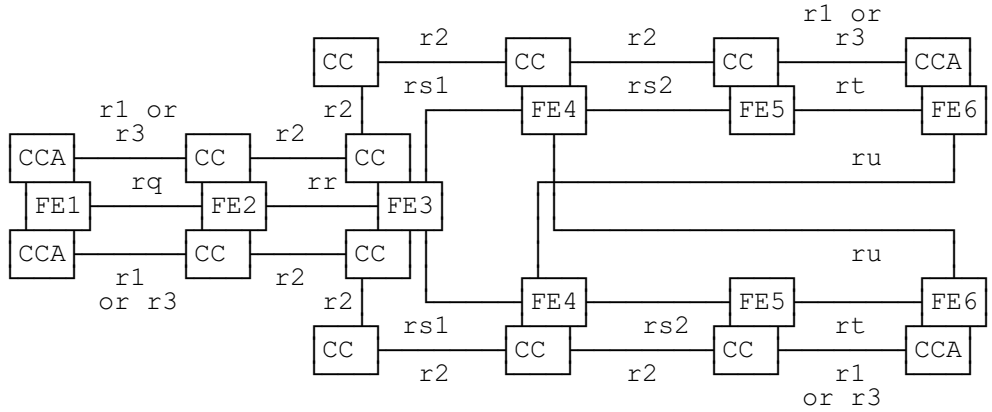 r1 or
r2 r2 r3
CC CC CC CCA
rs1 rs2 rt
r1 or r2 FE4 FE5 FE6
r3 r2
CCA CC CC ru
rq rr
FE1 FE2 FE3
CCA CC CC
r1 r2 ru
or r3 r2 FE4 FE5 FE6
rs1 rs2 rt
CC CC CC CCA
r2 r2 r1
or r3